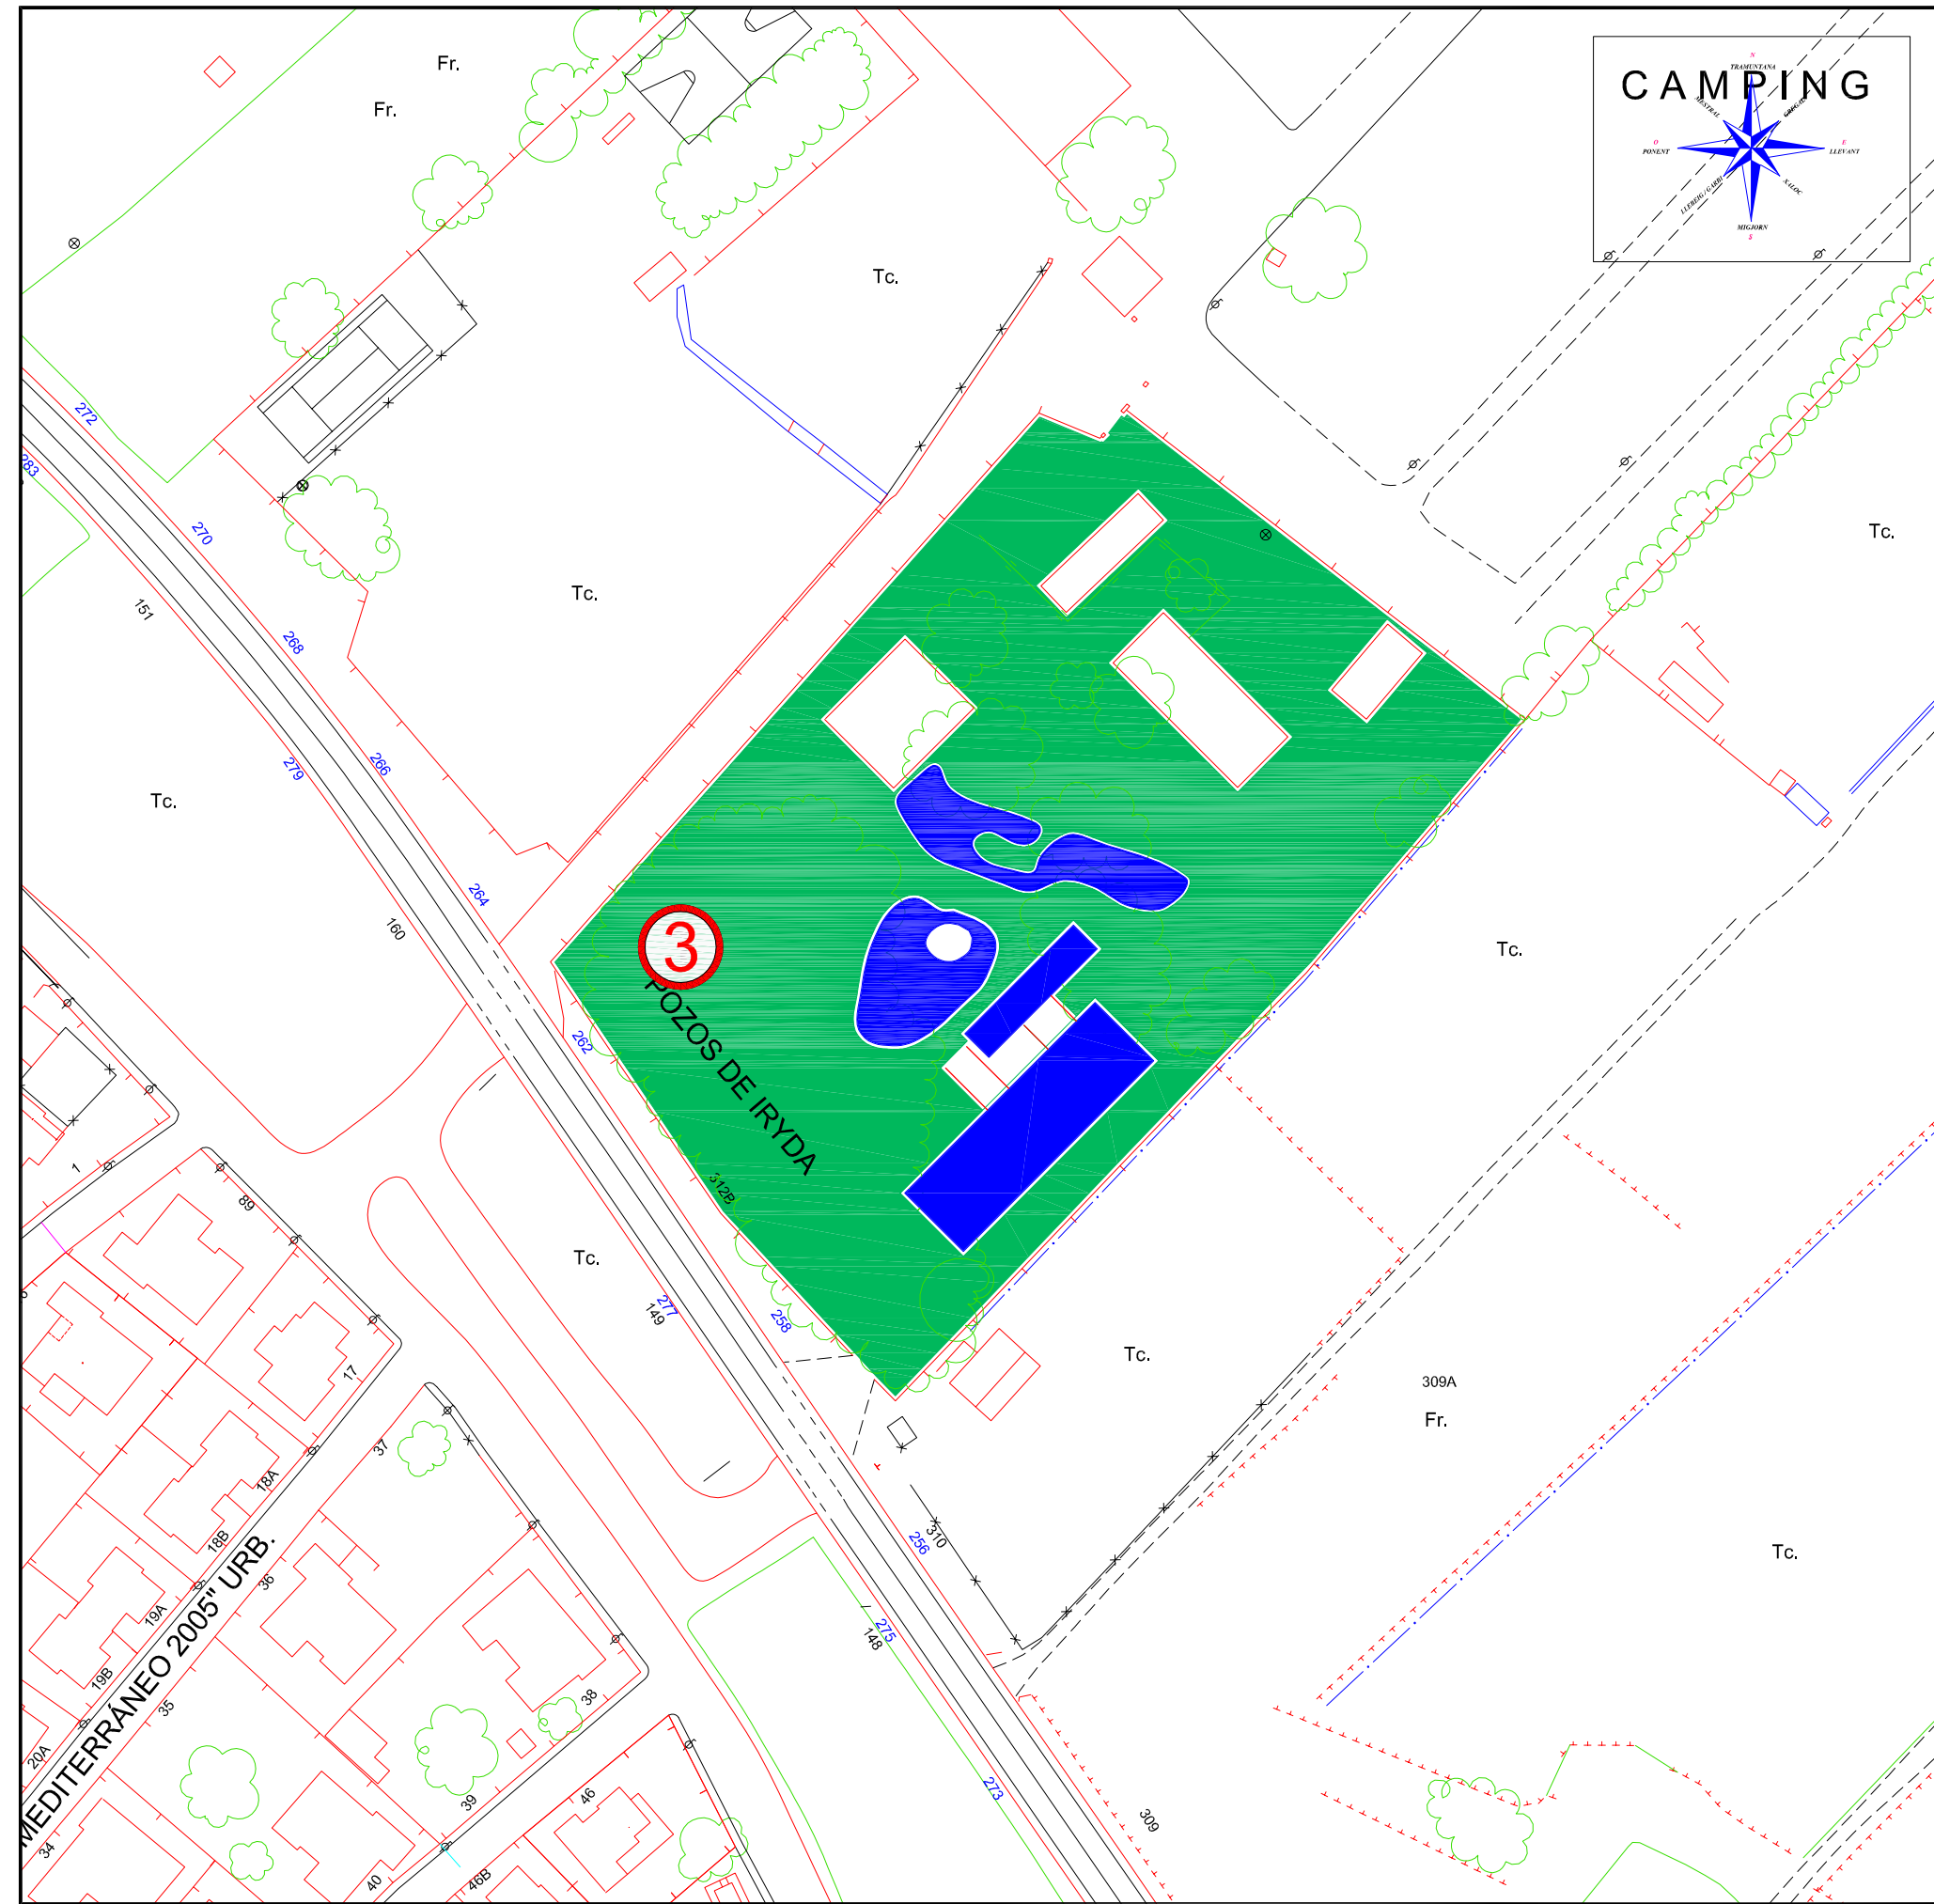 Fr.
Fr.
CAMPING
N
TRAMUNTANA
MESTRAL
GREGAL
O
PONENT
E
LLEVANT
LLEBEIG / GARBI
XALOC
MIGJORN
S
Tc.
272
283
270
Tc.
Tc.
151
268
266
279
Tc.
264
160
3
Tc.
262
POZOS DE IRYDA
312B
1
89
Tc.
277
149
258
Tc.
17
309A
Fr.
37
18A
18B
256
310
Tc.
36
19A
275
148
19B
35
38
MEDITERRÁNEO 2005" URB.
20A
273
39
46
309
34
40
46B